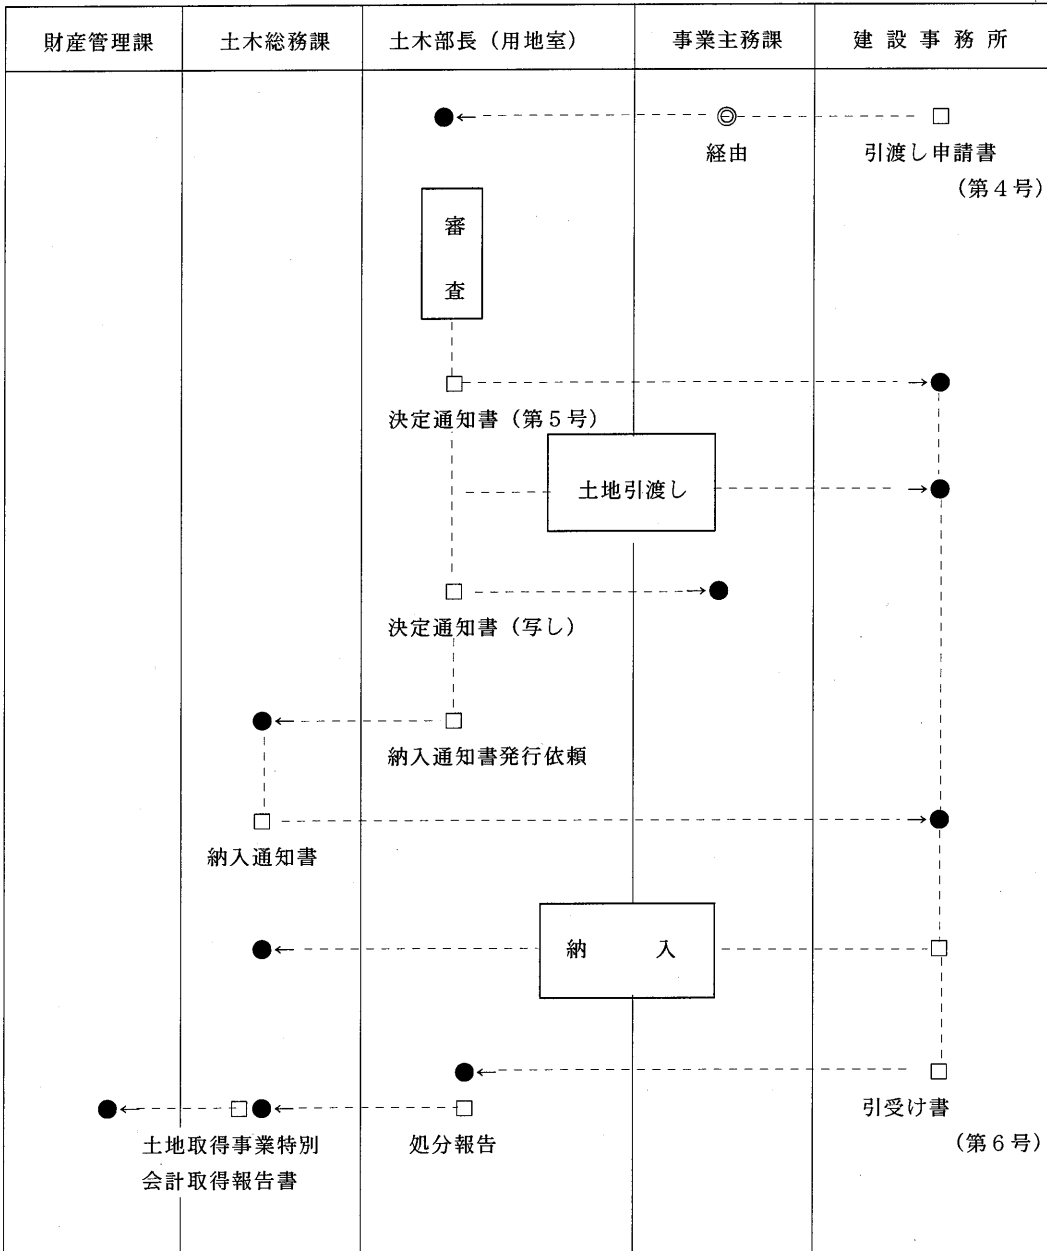 財産管理課
土木総務課
土木部長（用地室）
事業主務課
建設事務所
経由
引渡し申請書
（第４号）
審
査
決定通知書（第５号）
土地引渡し
決定通知書（写し）
納入通知書発行依頼
納入通知書
納　　入
引受け書
（第６号）
処分報告
土地取得事業特別
会計取得報告書